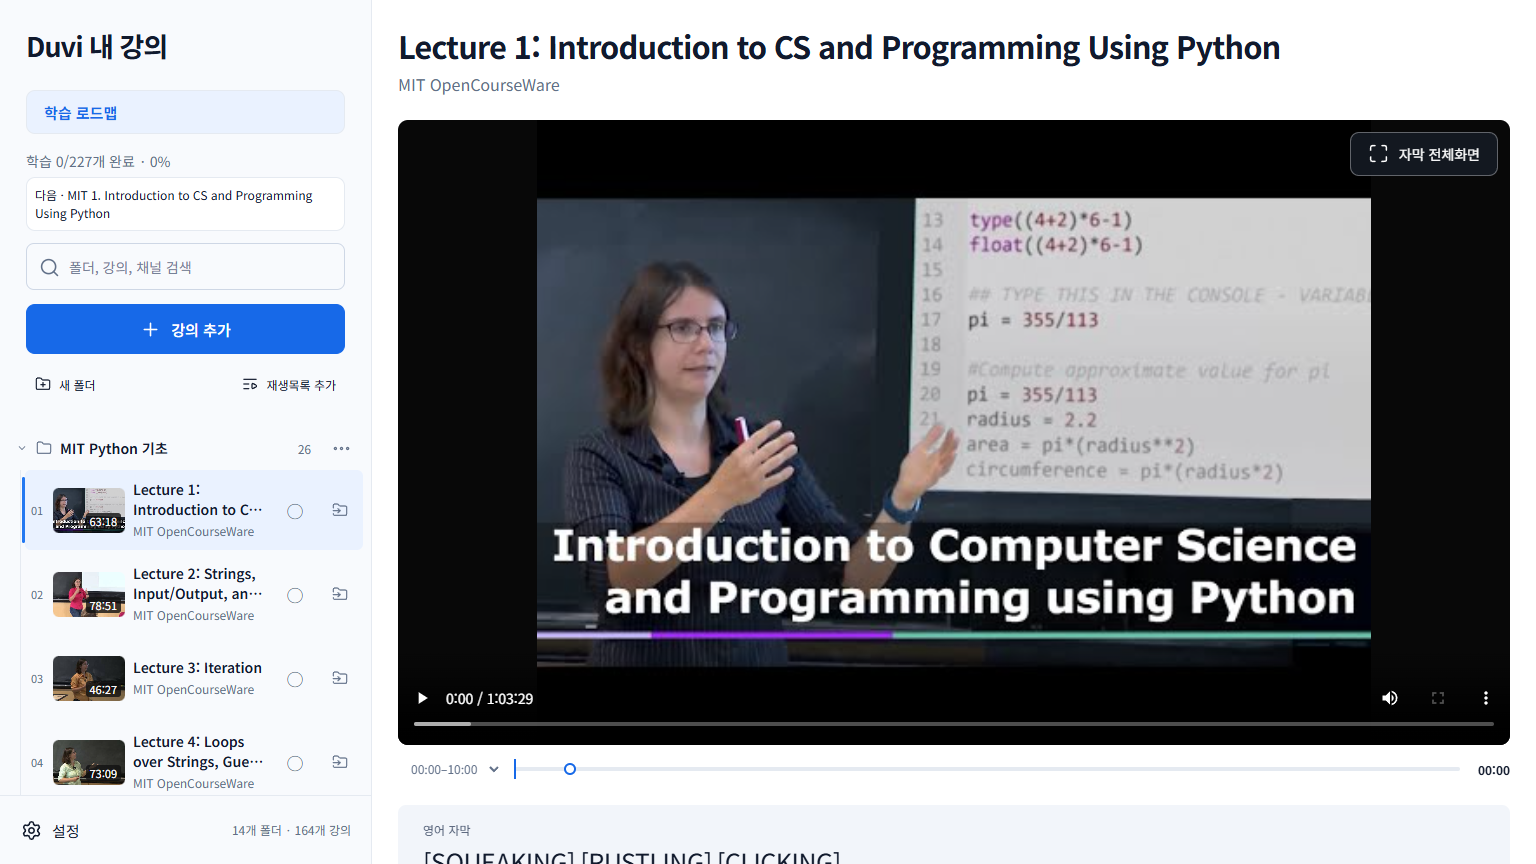 Duvi 내 강의
학습 로드맵
학습 0/227개 완료 · 0%
다음 · MIT 1. Introduction to CS and Programming
Using Python
폴더, 강의, 채널 검색
강의 추가
새 폴더
재생목록 추가
MIT Python 기초
26
01
63:18
Lecture 1:
Introduction to C…
MIT OpenCourseWare
02
78:51
Lecture 2: Strings,
Input/Output, an…
MIT OpenCourseWare
03
46:27
Lecture 3: Iteration
MIT OpenCourseWare
04
73:09
Lecture 4: Loops
over Strings, Gue…
MIT OpenCourseWare
설정
14개 폴더 · 164개 강의
Lecture 1: Introduction to CS and Programming Using Python
MIT OpenCourseWare
자막 전체화면
13 type((4+2)*6-1)
14 float((4+2)*6-1)
15
16 ## TYPE THIS IN THE CONSOLE - VARIABL
17 pi = 355/113
18
19 #Compute approximate value for pi
20 pi = 355/113
21 radius = 2.2
area = pi*(radius**2)
circumference = pi*(radius*2)
Introduction to Computer Science
and Programming using Python
0:00 / 1:03:29
00:00–10:00
00:00
영어 자막
[SQUEAKING] [RUSTLING] [CLICKING]